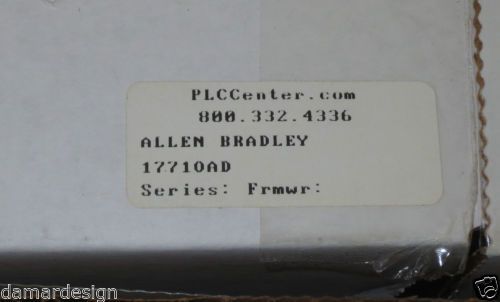 PLCCenter.com
800.332.4336
ALLEN BRADLEY
1771OAD
Series: Frmwr:
damardesign